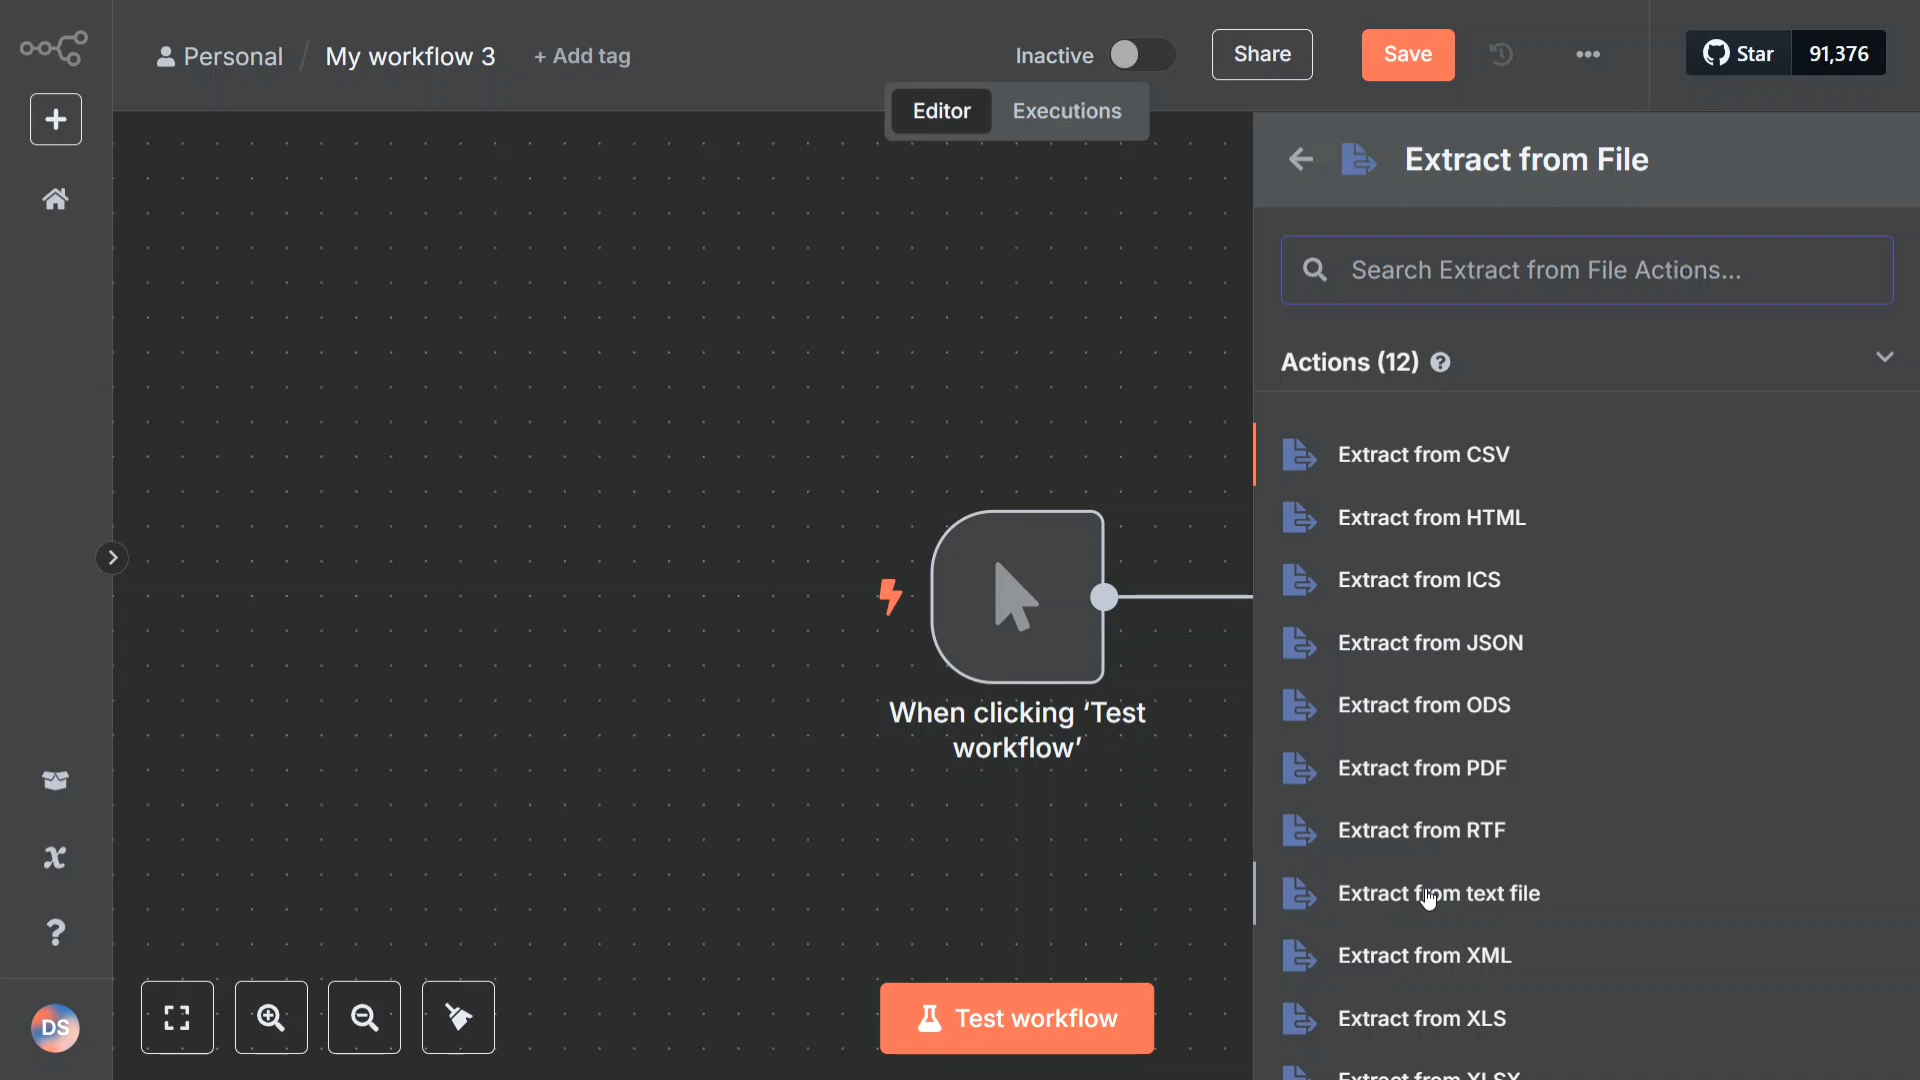 Personal / My workflow 3 + Add tag
Inactive Share Save Star 91,376
Editor Executions
Extract from File
Search Extract from File Actions...
Actions (12)
Extract from CSV
Extract from HTML
Extract from ICS
Extract from JSON
Extract from ODS
Extract from PDF
Extract from RTF
Extract from text file
Extract from XML
Extract from XLS
Extract from XLSX
When clicking ‘Test
workflow’
Test workflow
DS